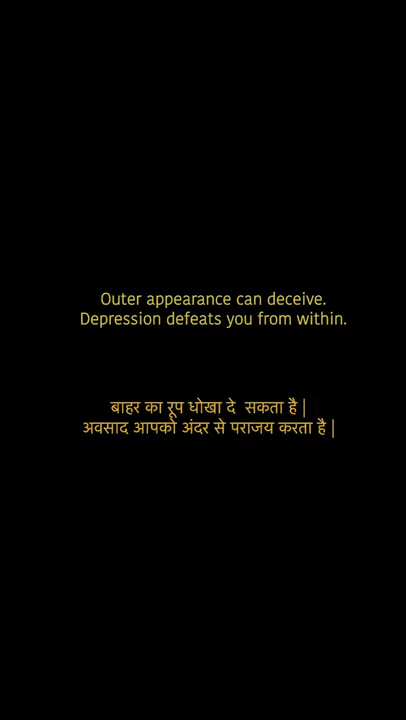 Outer appearance can deceive.
Depression defeats you from within.
बाहर का रूप धोखा दे सकता है |
अवसाद आपको अंदर से पराजय करता है |